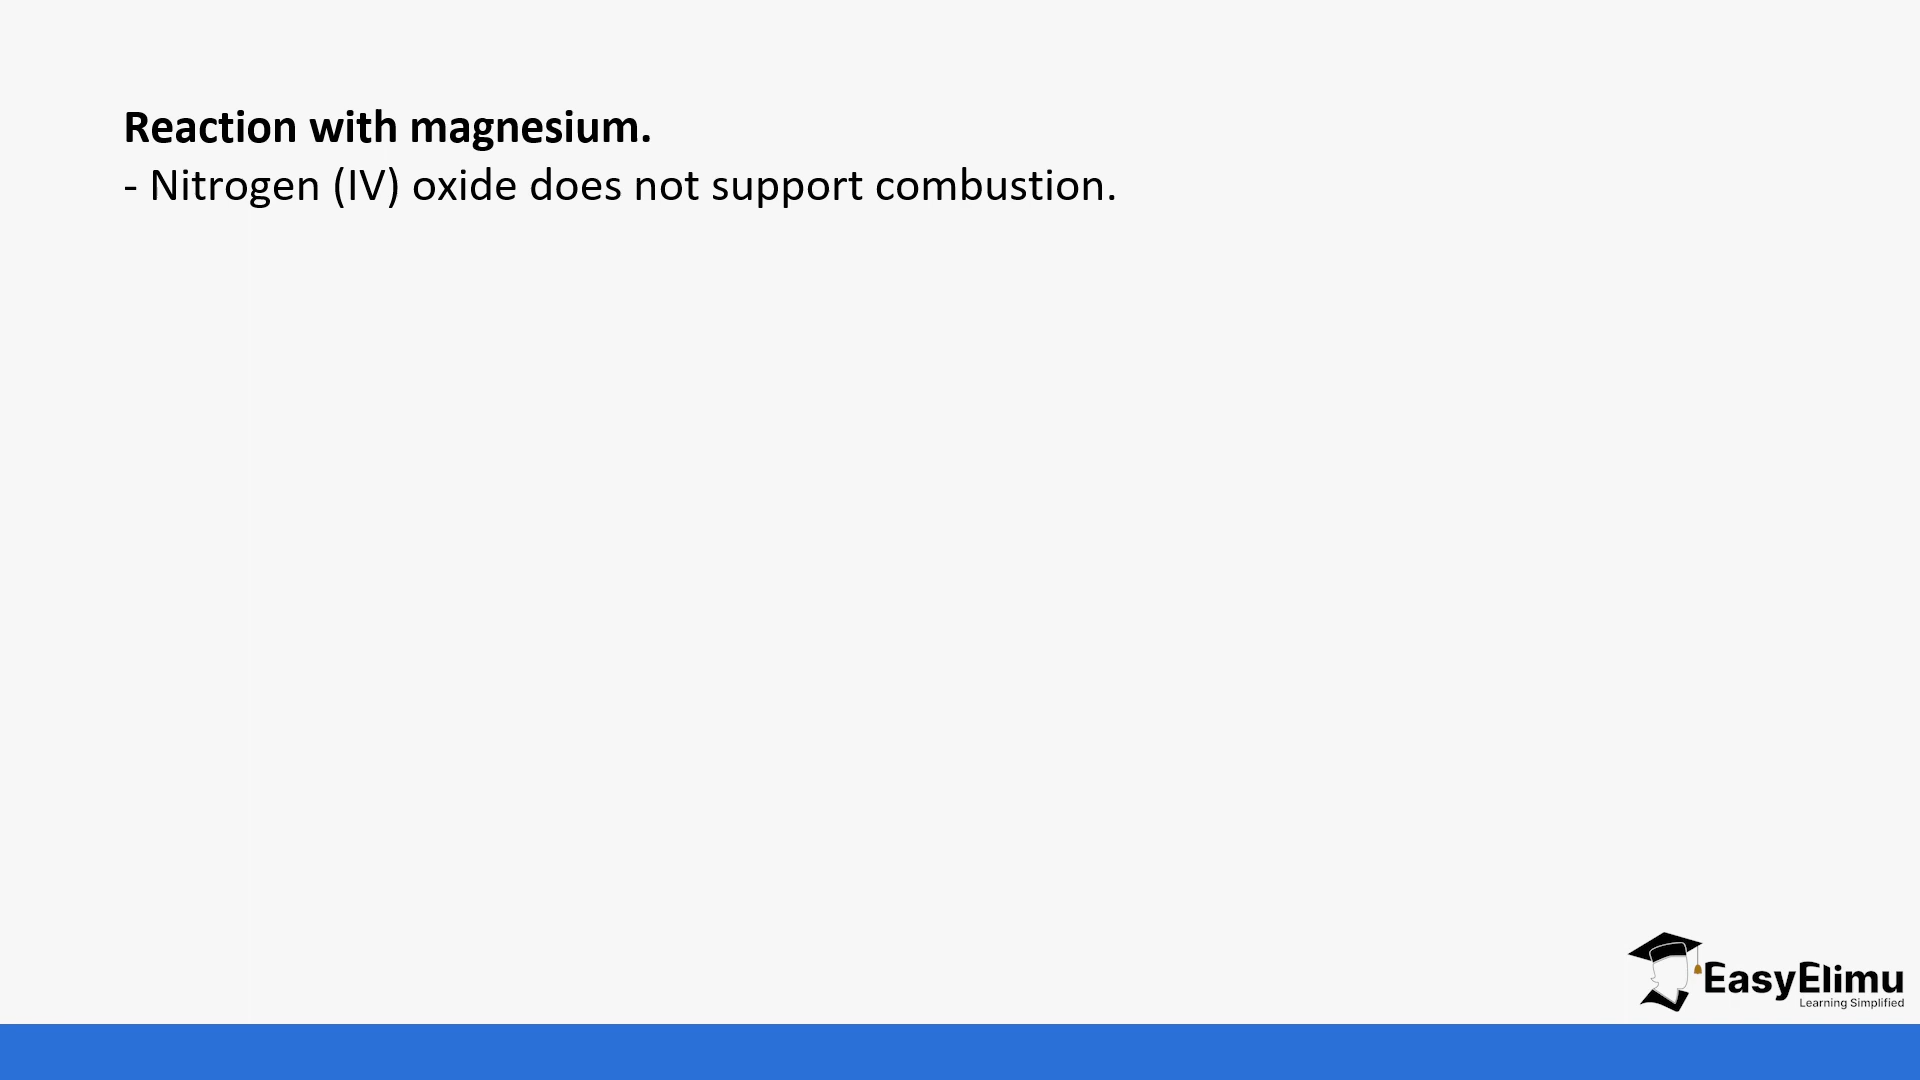 Reaction with magnesium.
- Nitrogen (IV) oxide does not support combustion.
EasyElimu
Learning Simplified